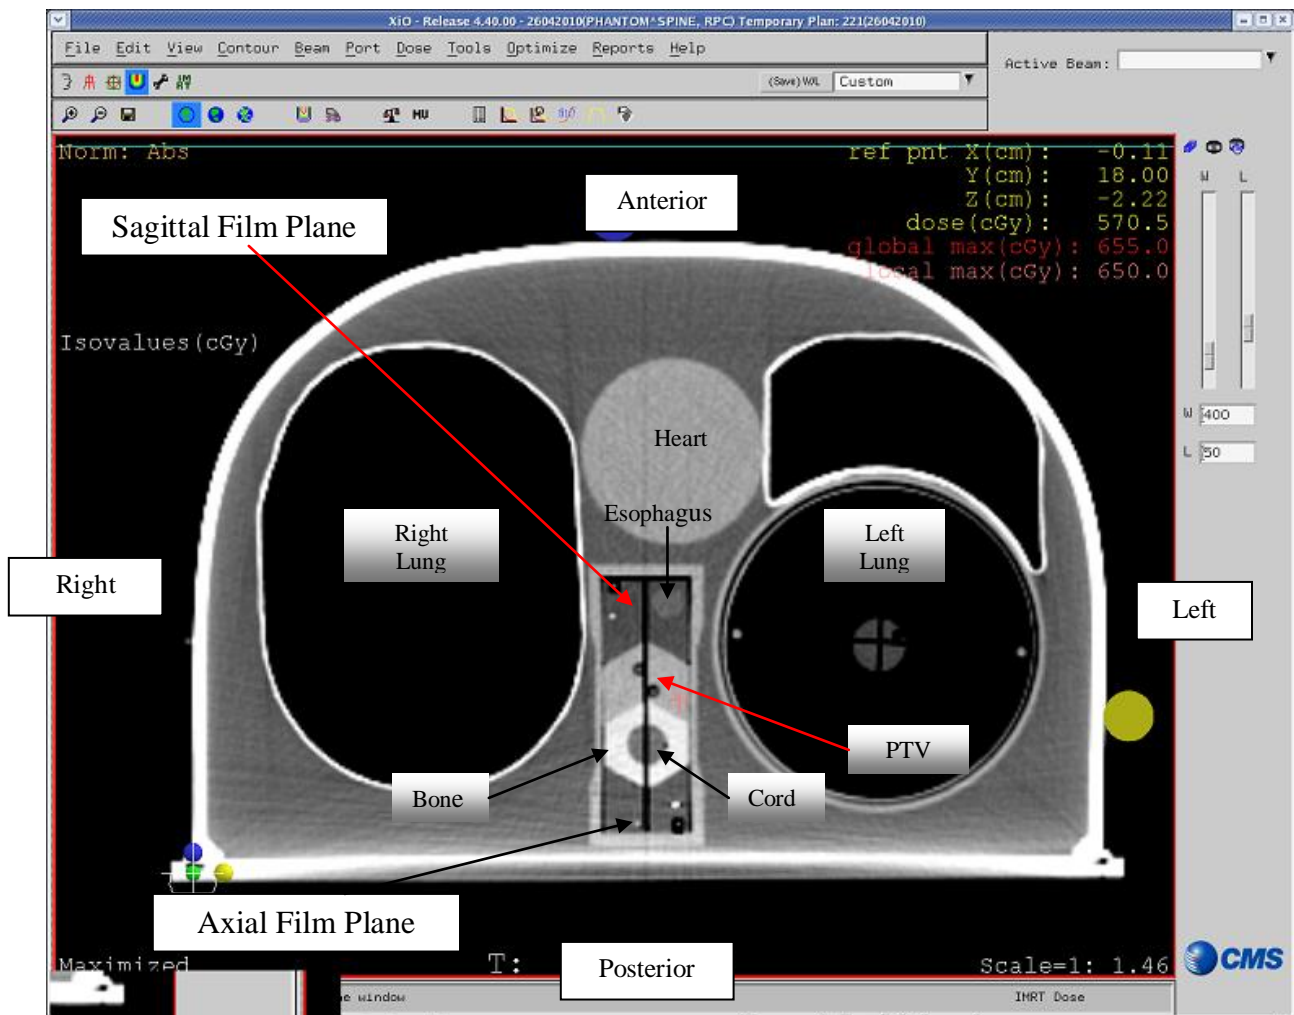 XiO - Release 4.40.00 - 26042010(PHANTOM^SPINE, RPC) Temporary Plan: 221(26042010)
File Edit View Contour Beam Port Dose Tools Optimize Reports Help
Active Beam:
(Save) W/L Custom
MU
Norm: Abs
ref pnt X(cm): -0.11
Y(cm): 18.00
Z(cm): -2.22
dose(cGy): 570.5
global max(cGy): 655.0
local max(cGy): 650.0
W L
Anterior
Sagittal Film Plane
Isovalues(cGy)
W 400
L 50
Heart
Esophagus
Right
Lung
Left
Lung
Right
Left
PTV
Bone
Cord
Axial Film Plane
Maximized
T:
Posterior
Scale=1: 1.46
CMS
e window
IMRT Dose